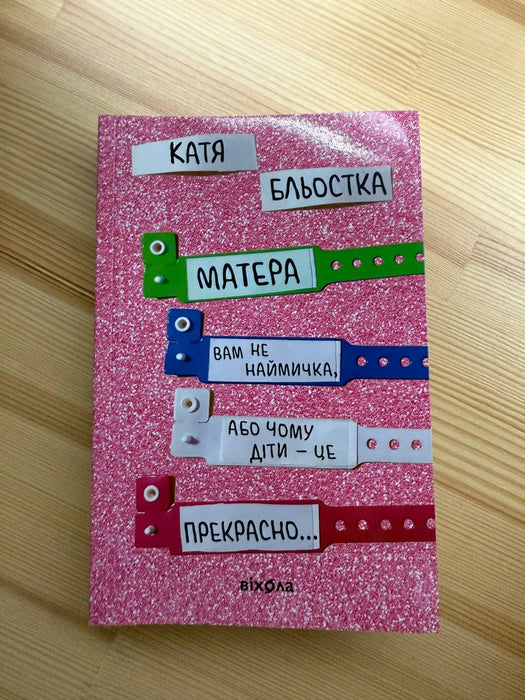 КАТЯ
БЛЬОСТКА
МАТЕРА
ВАМ НЕ
НАЙМИЧКА,
АБО ЧОМУ
ДІТИ – ЦЕ
ПРЕКРАСНО...
віхола